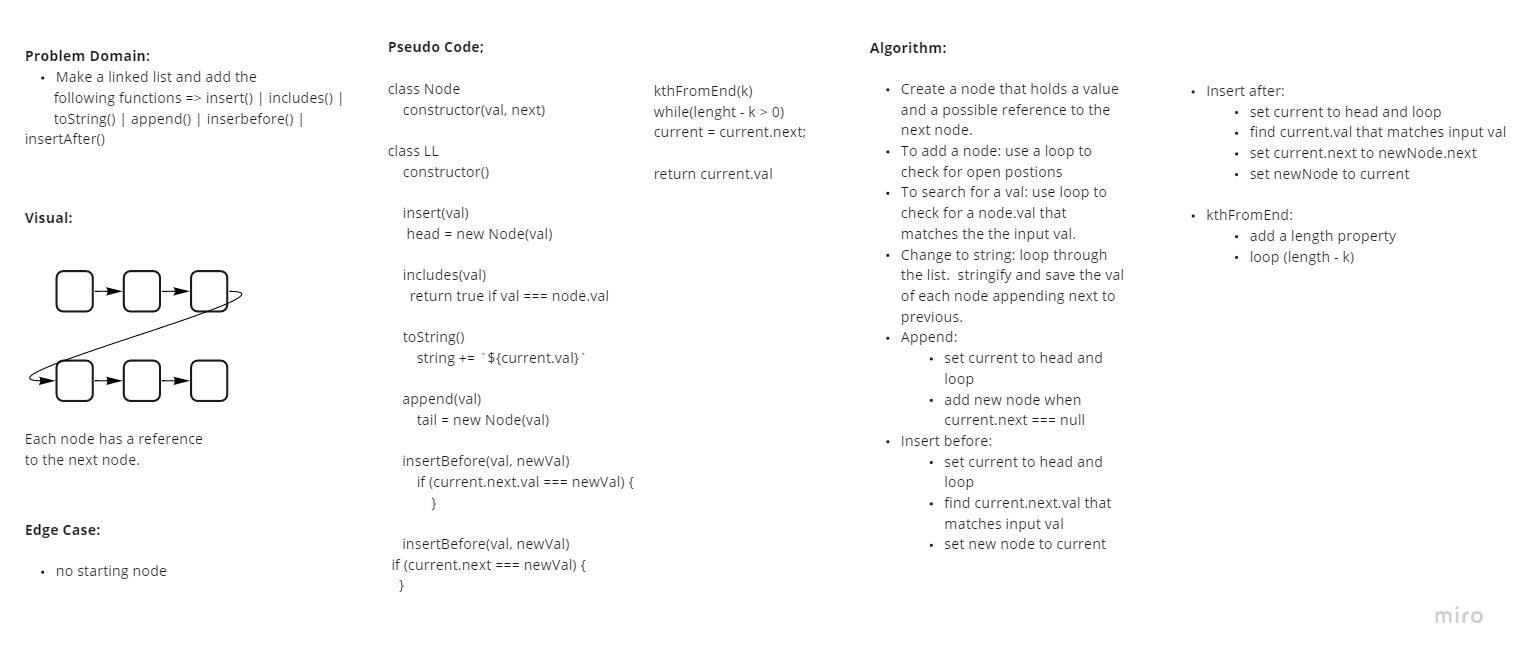 Problem Domain:
• Make a linked list and add the
following functions => insert() | includes() |
toString() | append() | inserbefore() |
insertAfter()
Visual:
Each node has a reference
to the next node.
Edge Case:
• no starting node
Pseudo Code;
class Node
constructor(val, next)
class LL
constructor()
insert(val)
head = new Node(val)
includes(val)
return true if val === node.val
toString()
string += `${current.val}`
append(val)
tail = new Node(val)
insertBefore(val, newVal)
if (current.next.val === newVal) {
}
insertBefore(val, newVal)
if (current.next === newVal) {
}
kthFromEnd(k)
while(lenght - k > 0)
current = current.next;
return current.val
Algorithm:
• Create a node that holds a value
and a possible reference to the
next node.
• To add a node: use a loop to
check for open postions
• To search for a val: use loop to
check for a node.val that
matches the the input val.
• Change to string: loop through
the list. stringify and save the val
of each node appending next to
previous.
• Append:
• set current to head and
loop
• add new node when
current.next === null
• Insert before:
• set current to head and
loop
• find current.next.val that
matches input val
• set new node to current
• Insert after:
• set current to head and loop
• find current.val that matches input val
• set current.next to newNode.next
• set newNode to current
• kthFromEnd:
• add a length property
• loop (length - k)
miro